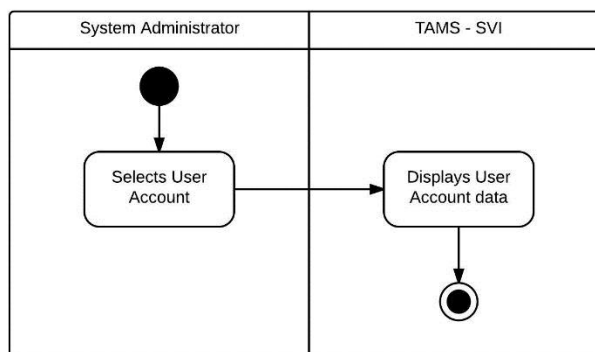 System Administrator
TAMS - SVI
Selects User
Account
Displays User
Account data